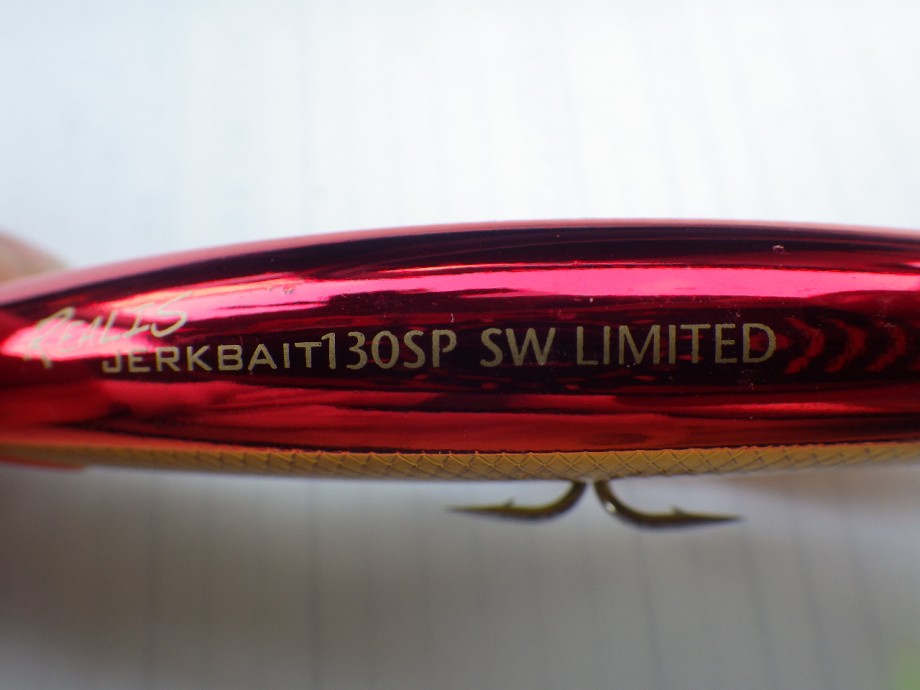 REALIS
JERKBAIT130SP SW LIMITED